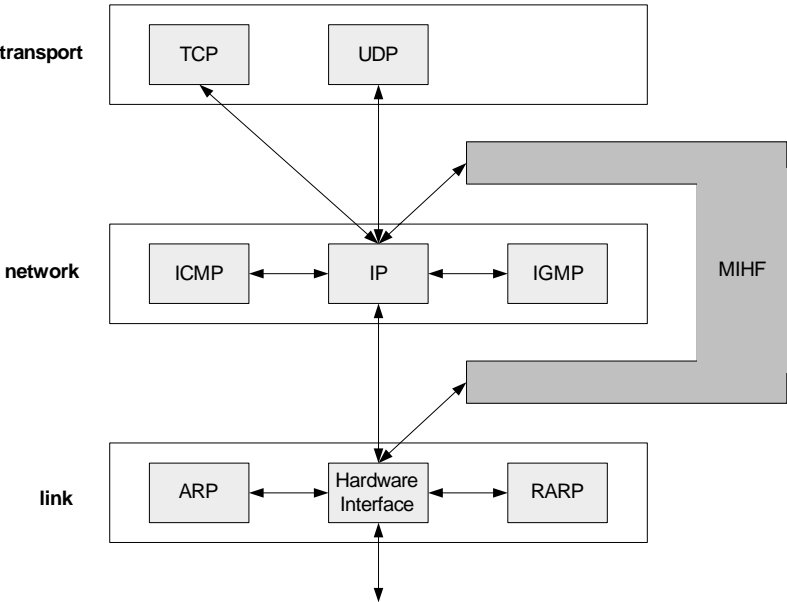 transport
TCP
UDP
network
ICMP
IP
IGMP
MIHF
link
ARP
Hardware
Interface
RARP